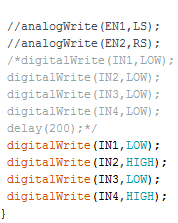 //analogWrite(EN1,LS);
//analogWrite(EN2,RS);
/*digitalWrite(IN1,LOW);
digitalWrite(IN2,LOW);
digitalWrite(IN3,LOW);
digitalWrite(IN4,LOW);
delay(200);*/
digitalWrite(IN1,LOW);
digitalWrite(IN2,HIGH);
digitalWrite(IN3,LOW);
digitalWrite(IN4,HIGH);
}